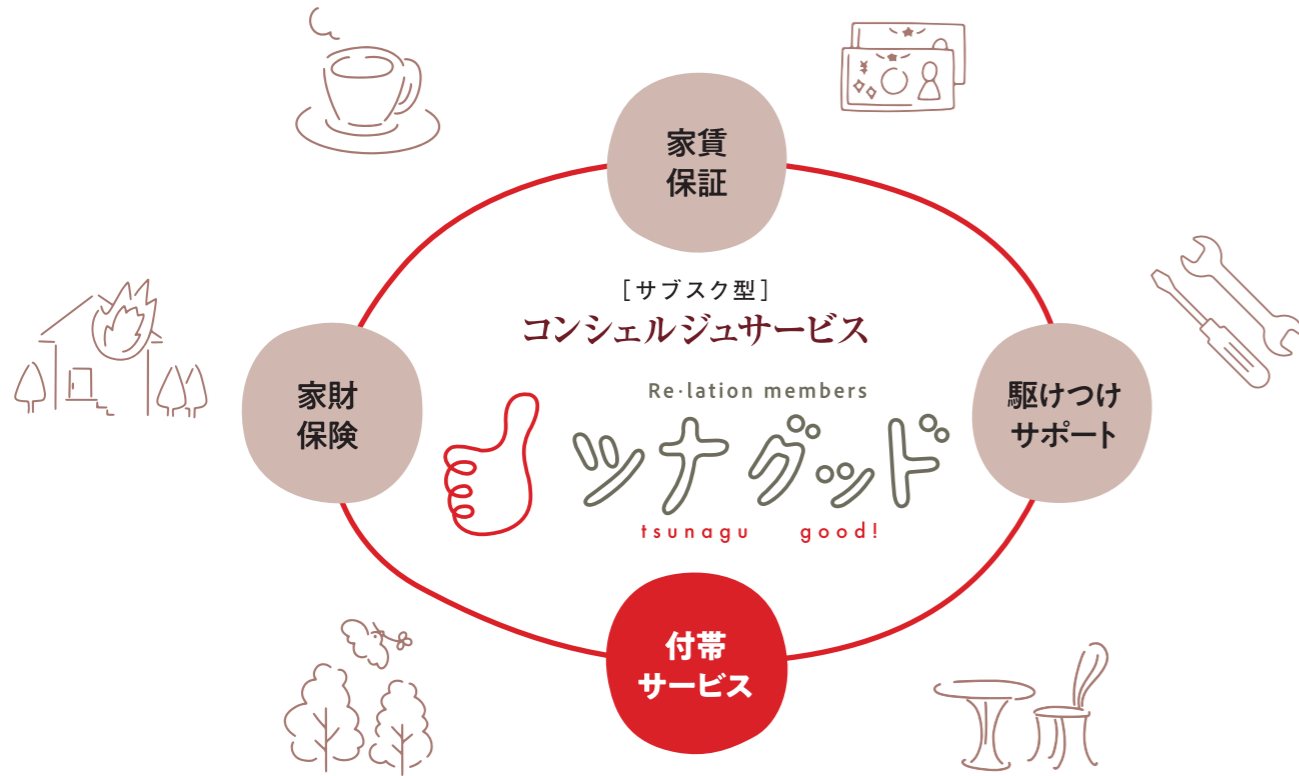 家賃
保証
[サブスク型]
コンシェルジュサービス
家財
保険
Re·lation members
ツナグッド
tsunagu good!
駆けつけ
サポート
付帯
サービス